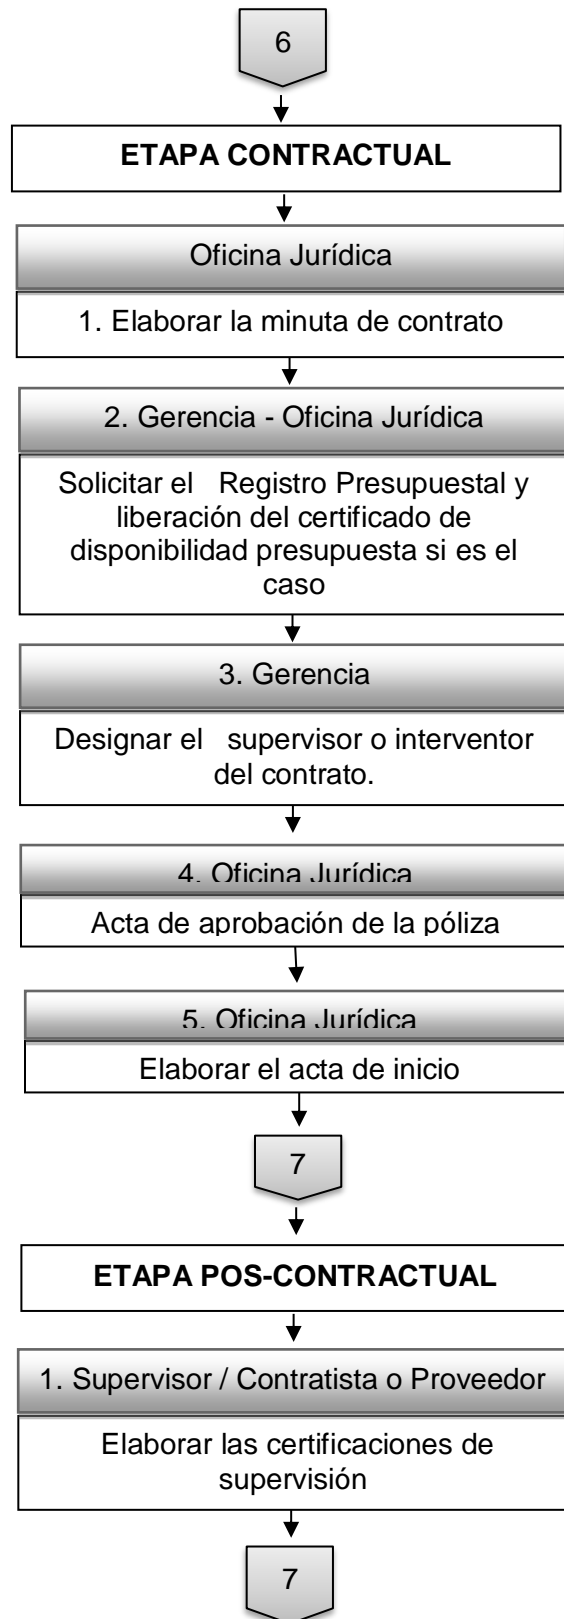 6
ETAPA CONTRACTUAL
Oficina Jurídica
1. Elaborar la minuta de contrato
2. Gerencia - Oficina Jurídica
Solicitar el Registro Presupuestal y
liberación del certificado de
disponibilidad presupuesta si es el
caso
3. Gerencia
Designar el supervisor o interventor
del contrato.
4. Oficina Jurídica
Acta de aprobación de la póliza
5. Oficina Jurídica
Elaborar el acta de inicio
7
ETAPA POS-CONTRACTUAL
1. Supervisor / Contratista o Proveedor
Elaborar las certificaciones de
supervisión
7